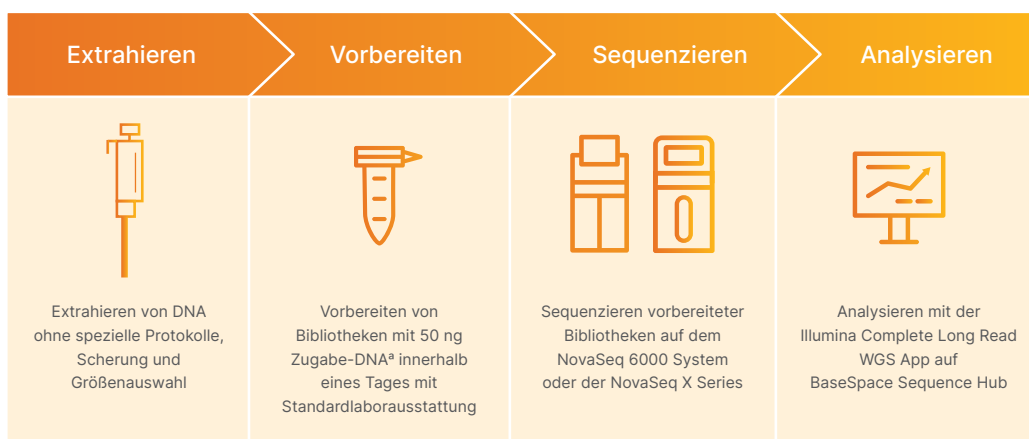 Extrahieren
Vorbereiten
Sequenzieren
Analysieren
Extrahieren von DNA
ohne spezielle Protokolle,
Scherung und
Größenauswahl
Vorbereiten von
Bibliotheken mit 50 ng
Zugabe-DNAª innerhalb
eines Tages mit
Standardlaborausstattung
Sequenzieren vorbereiteter
Bibliotheken auf dem
NovaSeq 6000 System
oder der NovaSeq X Series
Analysieren mit der
Illumina Complete Long Read
WGS App auf
BaseSpace Sequence Hub